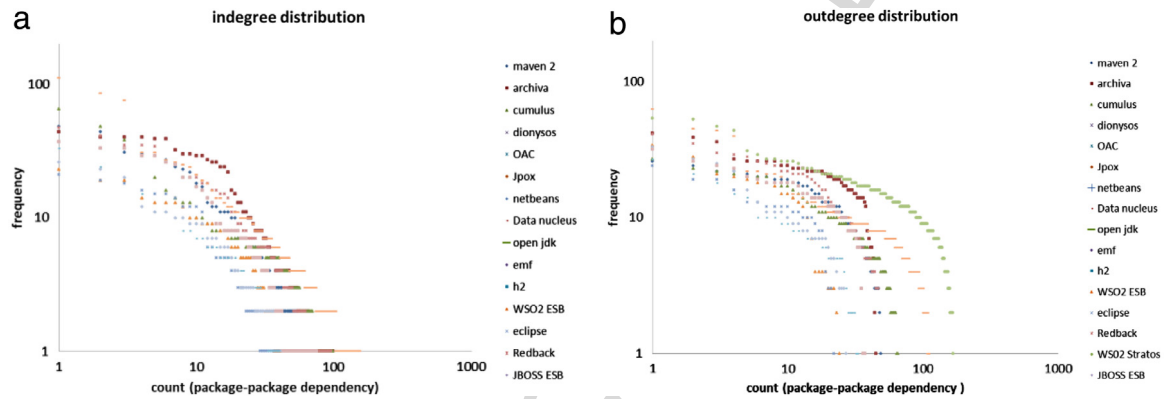 a
indegree distribution
frequency
100
10
1
1
10
100
1000
count (package-package dependency)
maven 2
archiva
cumulus
dionysos
OAC
Jpox
netbeans
Data nucleus
open jdk
emf
h2
WSO2 ESB
eclipse
Redback
JBOSS ESB
b
outdegree distribution
frequency
100
10
1
1
10
100
1000
count (package-package dependency )
maven 2
archiva
cumulus
dionysos
OAC
Jpox
netbeans
Data nucleus
open jdk
emf
h2
WSO2 ESB
eclipse
Redback
WS02 Stratos
JBOSS ESB